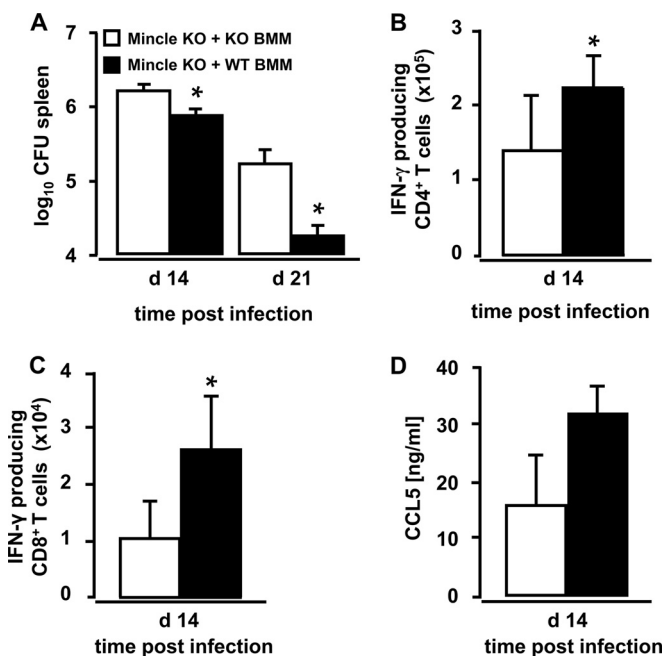 A
7
6
5
4
log10 CFU spleen
Mincle KO + KO BMM
Mincle KO + WT BMM
*
*
d 14
d 21
time post infection
B
3
2
1
0
IFN-γ producing
CD4+ T cells (x10⁵)
*
d 14
time post infection
C
4
3
2
1
0
IFN-γ producing
CD8+ T cells (x10⁴)
*
d 14
time post infection
D
40
30
20
10
0
CCL5 [ng/ml]
d 14
time post infection